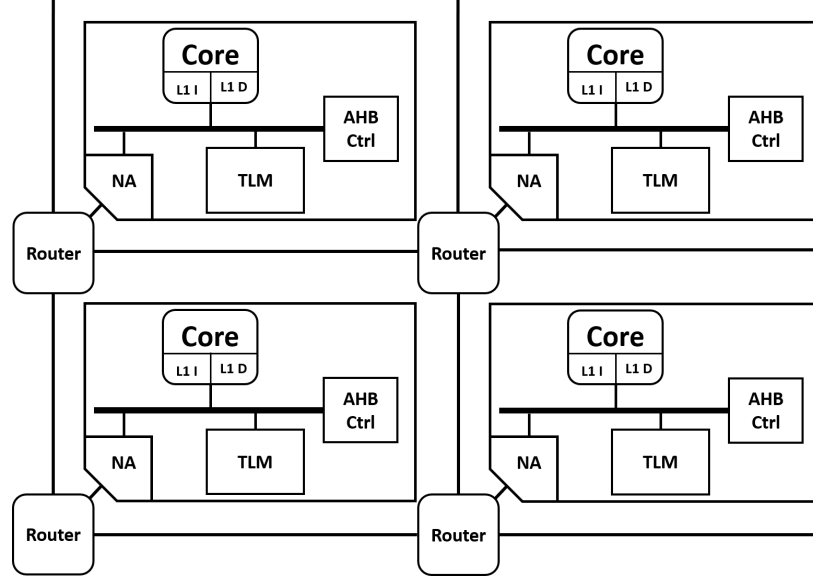 Core
L1 I L1 D
AHB
Ctrl
NA
TLM
Router
Core
L1 I L1 D
AHB
Ctrl
NA
TLM
Router
Core
L1 I L1 D
AHB
Ctrl
NA
TLM
Router
Core
L1 I L1 D
AHB
Ctrl
NA
TLM
Router